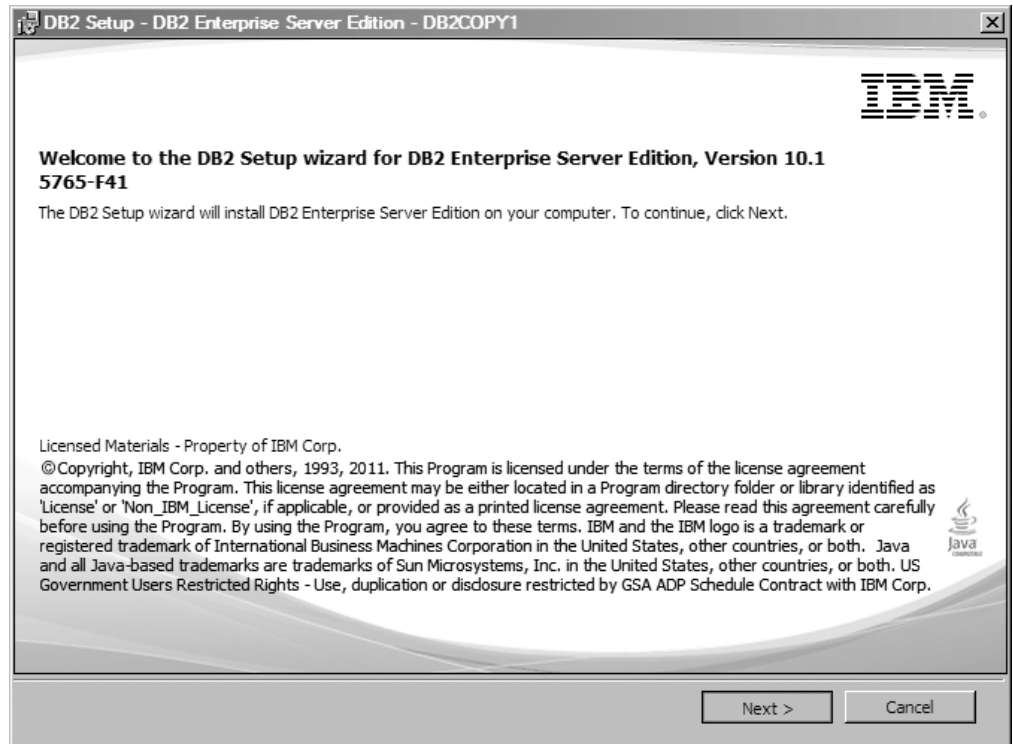 DB2 Setup - DB2 Enterprise Server Edition - DB2COPY1
IBM
Welcome to the DB2 Setup wizard for DB2 Enterprise Server Edition, Version 10.1
5765-F41
The DB2 Setup wizard will install DB2 Enterprise Server Edition on your computer. To continue, click Next.
Licensed Materials - Property of IBM Corp.
©Copyright, IBM Corp. and others, 1993, 2011. This Program is licensed under the terms of the license agreement
accompanying the Program. This license agreement may be either located in a Program directory folder or library identified as
'License' or 'Non_IBM_License', if applicable, or provided as a printed license agreement. Please read this agreement carefully
before using the Program. By using the Program, you agree to these terms. IBM and the IBM logo is a trademark or
registered trademark of International Business Machines Corporation in the United States, other countries, or both. Java
and all Java-based trademarks are trademarks of Sun Microsystems, Inc. in the United States, other countries, or both. US
Government Users Restricted Rights - Use, duplication or disclosure restricted by GSA ADP Schedule Contract with IBM Corp.
Java
Next >
Cancel